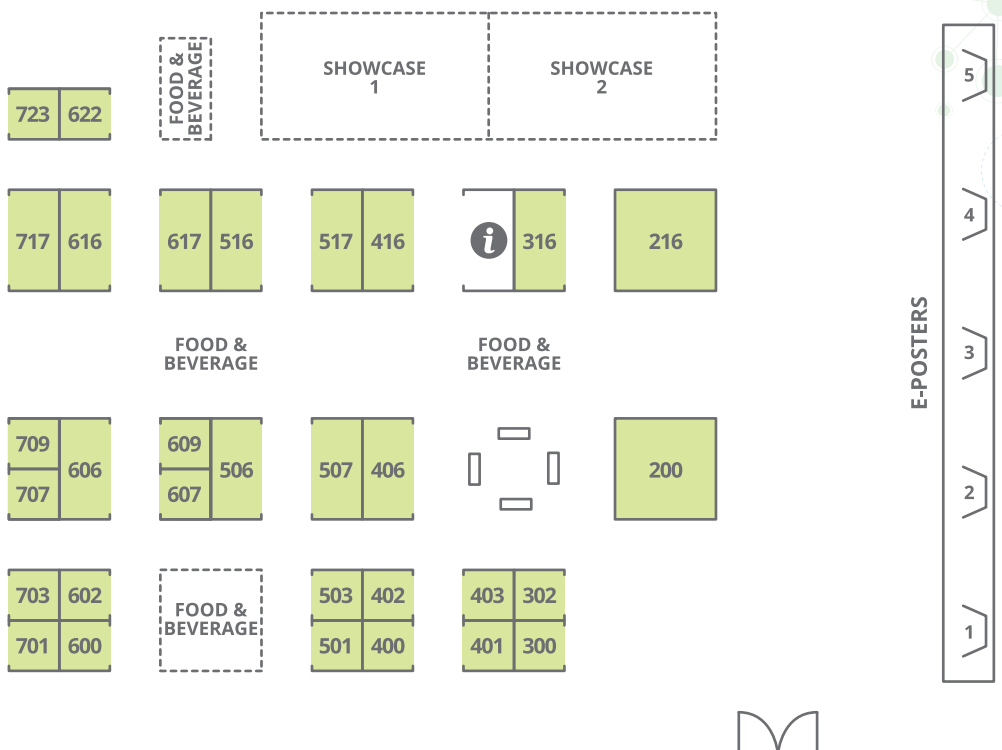 FOOD &
BEVERAGE
SHOWCASE
1
SHOWCASE
2
5
723 622
4
717 616
617 516
517 416
i 316
216
FOOD &
BEVERAGE
FOOD &
BEVERAGE
E-POSTERS
3
709
707
606
609
607
506
507 406
200
2
703 602
701 600
FOOD &
BEVERAGE
503 402
501 400
403 302
401 300
1